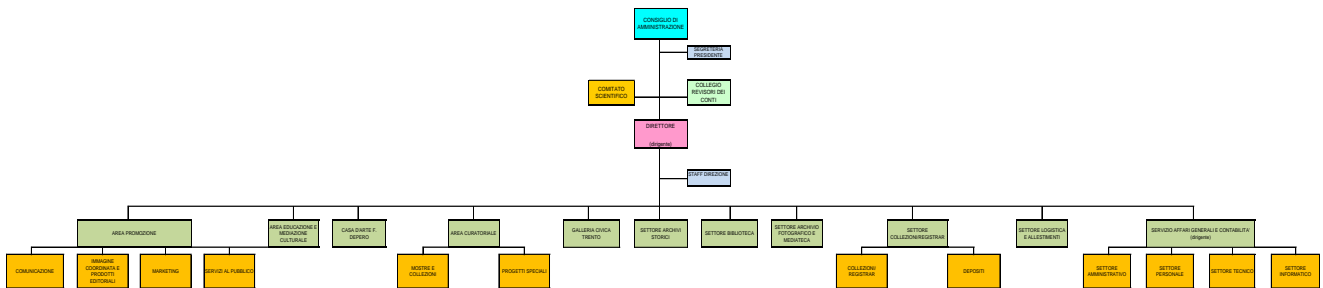 CONSIGLIO DI
AMMINISTRAZIONE
SEGRETERIA
PRESIDENTE
COMITATO
SCIENTIFICO
COLLEGIO
REVISORI DEI
CONTI
DIRETTORE
(dirigente)
STAFF DIREZIONE
AREA PROMOZIONE
AREA EDUCAZIONE E
MEDIAZIONE
CULTURALE
CASA D'ARTE F.
DEPERO
AREA CURATORIALE
GALLERIA CIVICA
TRENTO
SETTORE ARCHIVI
STORICI
SETTORE BIBLIOTECA
SETTORE ARCHIVIO
FOTOGRAFICO E
MEDIATECA
SETTORE
COLLEZIONI/REGISTRAR
SETTORE LOGISTICA
E ALLESTIMENTI
SERVIZIO AFFARI GENERALI E CONTABILITA'
(dirigente)
COMUNICAZIONE
IMMAGINE
COORDINATA E
PRODOTTI
EDITORIALI
MARKETING
SERVIZI AL PUBBLICO
MOSTRE E
COLLEZIONI
PROGETTI SPECIALI
COLLEZIONI/
REGISTRAR
DEPOSITI
SETTORE
AMMINISTRATIVO
SETTORE
PERSONALE
SETTORE TECNICO
SETTORE
INFORMATICO